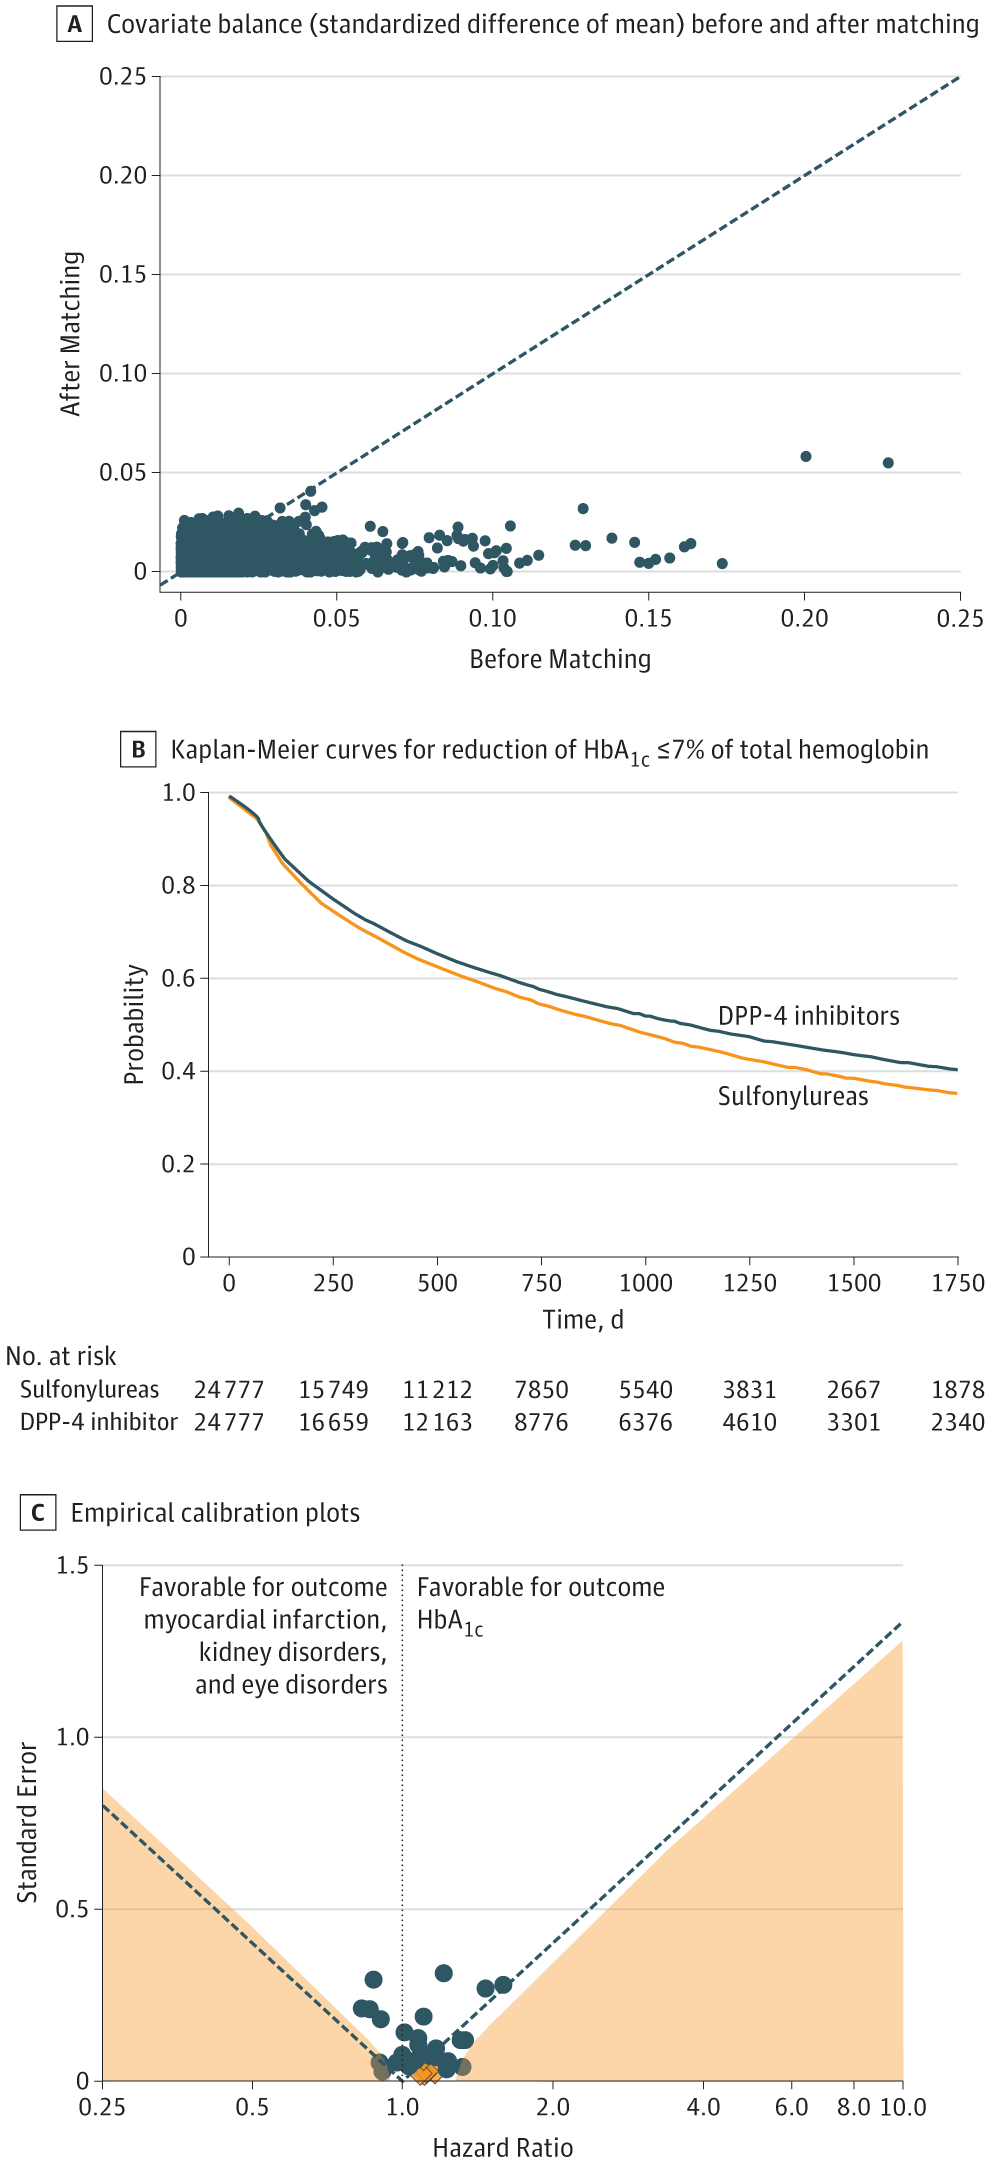 A Covariate balance (standardized difference of mean) before and after matching
0.25
0.20
0.15
0.10
0.05
0
After Matching
0 0.05 0.10 0.15 0.20 0.25
Before Matching
B Kaplan-Meier curves for reduction of HbA1c ≤7% of total hemoglobin
1.0
0.8
0.6
0.4
0.2
0
Probability
DPP-4 inhibitors
Sulfonylureas
0 250 500 750 1000 1250 1500 1750
Time, d
No. at risk
Sulfonylureas 24777 15749 11212 7850 5540 3831 2667 1878
DPP-4 inhibitor 24777 16659 12163 8776 6376 4610 3301 2340
C Empirical calibration plots
1.5
1.0
0.5
0
Standard Error
Favorable for outcome
myocardial infarction,
kidney disorders,
and eye disorders
Favorable for outcome
HbA1c
0.25 0.5 1.0 2.0 4.0 6.0 8.0 10.0
Hazard Ratio